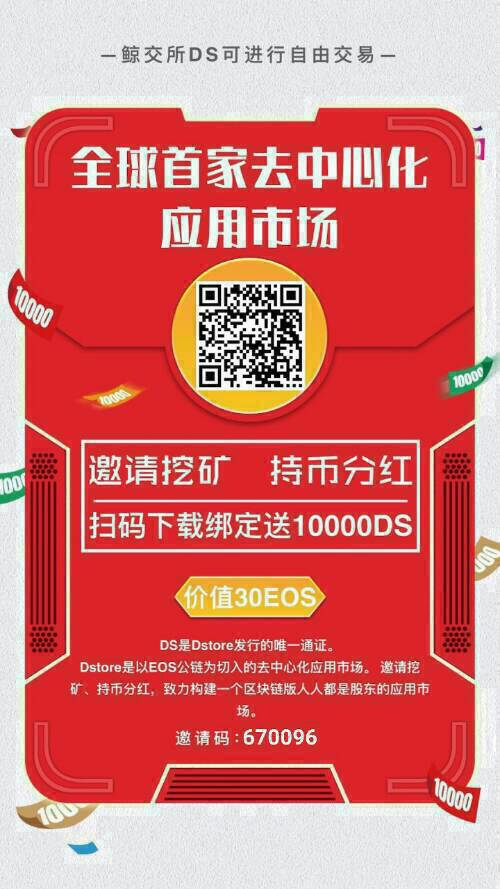 —鲸交所DS可进行自由交易—
全球首家去中心化
应用市场
10000
10000
10000
邀请挖矿 持币分红
扫码下载绑定送10000DS
价值30EOS
DS是Dstore发行的唯一通证。
Dstore是以EOS公链为切入的去中心化应用市场。 邀请挖
矿、持币分红，致力构建一个区块链版人人都是股东的应用市
场。
邀请码：670096
10000